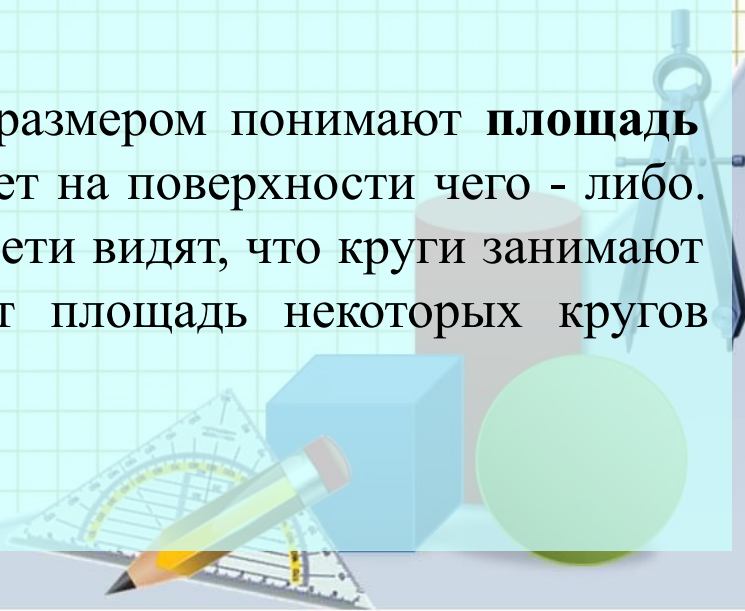 размером понимают площадь
ет на поверхности чего - либо.
ети видят, что круги занимают
т площадь некоторых кругов